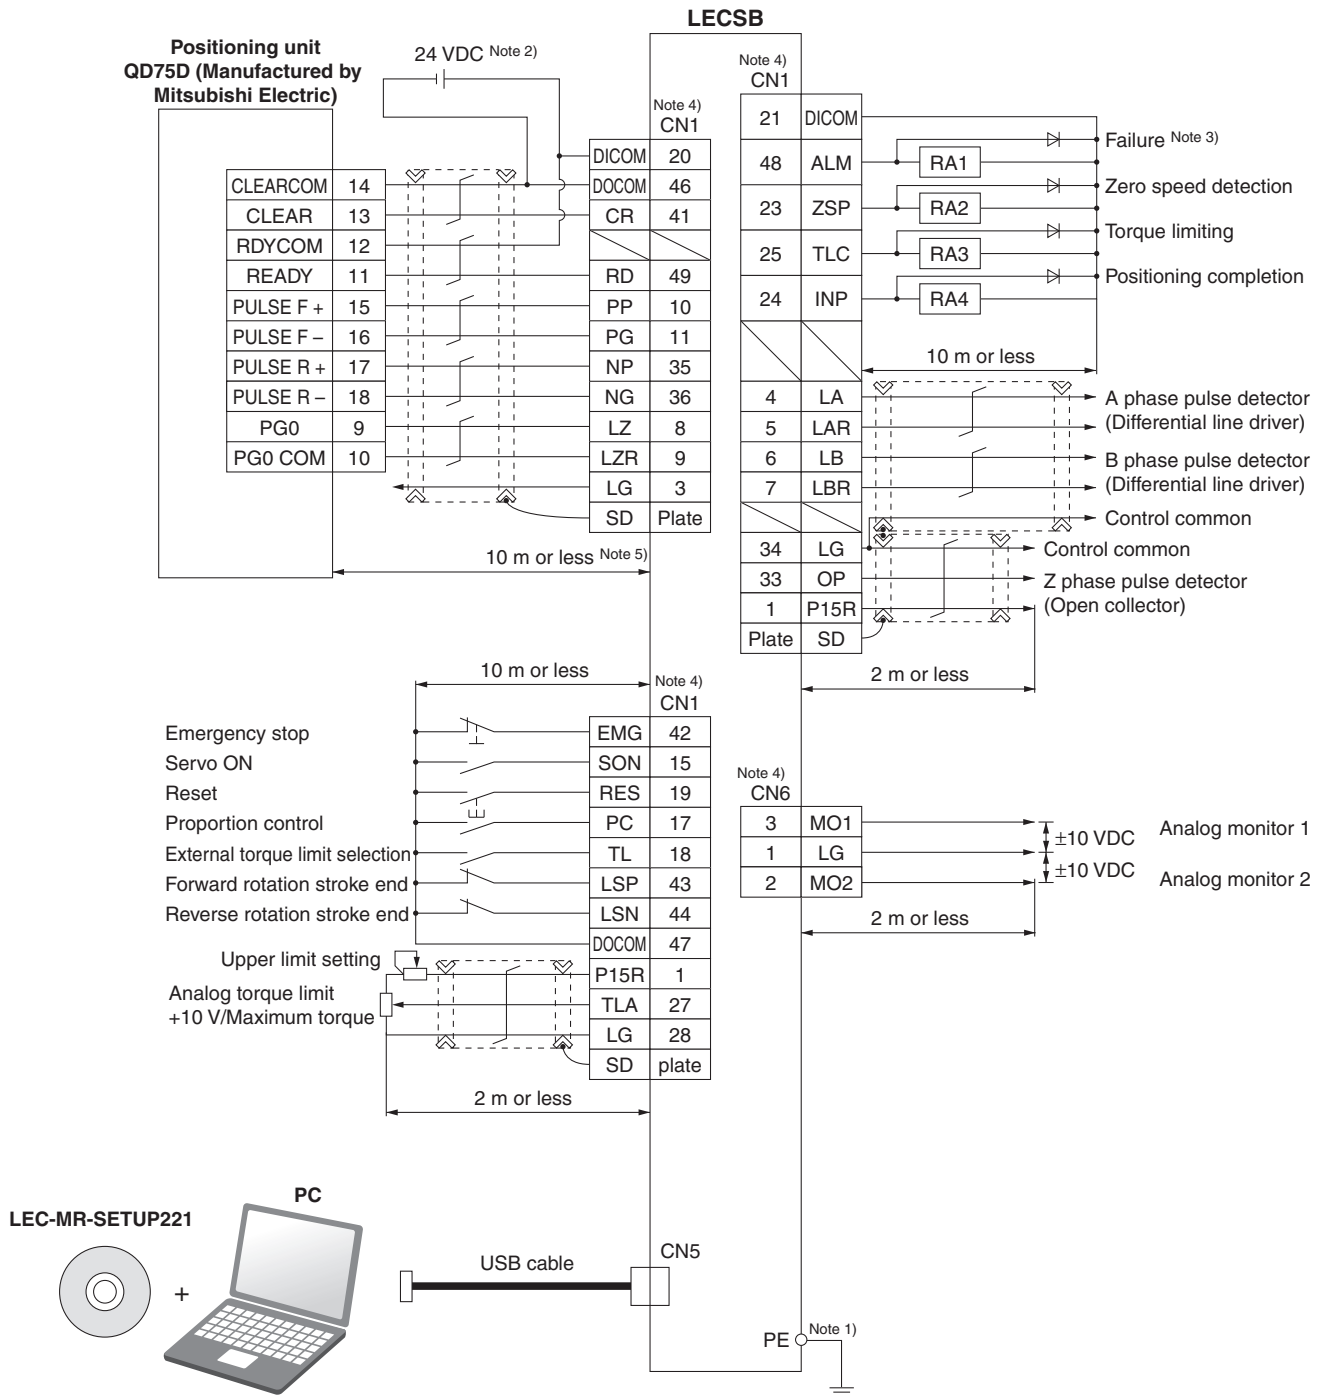 LECSB
Positioning unit
QD75D (Manufactured by
Mitsubishi Electric)
24 VDC Note 2)
Note 4)
CN1
DICOM 20
CLEARCOM 14 DOCOM 46
CLEAR 13 CR 41
RDYCOM 12
READY 11 RD 49
PULSE F + 15 PP 10
PULSE F – 16 PG 11
PULSE R + 17 NP 35
PULSE R – 18 NG 36
PG0 9 LZ 8
PG0 COM 10 LZR 9
LG 3
SD Plate
10 m or less Note 5)
Note 4)
CN1
21 DICOM
48 ALM RA1 Failure Note 3)
23 ZSP RA2 Zero speed detection
25 TLC RA3 Torque limiting
24 INP RA4 Positioning completion
10 m or less
4 LA A phase pulse detector
5 LAR (Differential line driver)
6 LB B phase pulse detector
7 LBR (Differential line driver)
Control common
34 LG Control common
33 OP Z phase pulse detector
1 P15R (Open collector)
Plate SD
2 m or less
10 m or less
Note 4)
CN1
Emergency stop EMG 42
Servo ON SON 15
Reset RES 19
Proportion control PC 17
External torque limit selection TL 18
Forward rotation stroke end LSP 43
Reverse rotation stroke end LSN 44
DOCOM 47
Upper limit setting P15R 1
Analog torque limit
+10 V/Maximum torque TLA 27
LG 28
SD plate
2 m or less
Note 4)
CN6
3 MO1 ±10 VDC Analog monitor 1
1 LG
2 MO2 ±10 VDC Analog monitor 2
2 m or less
PC
LEC-MR-SETUP221
+
USB cable
CN5
PE Note 1)